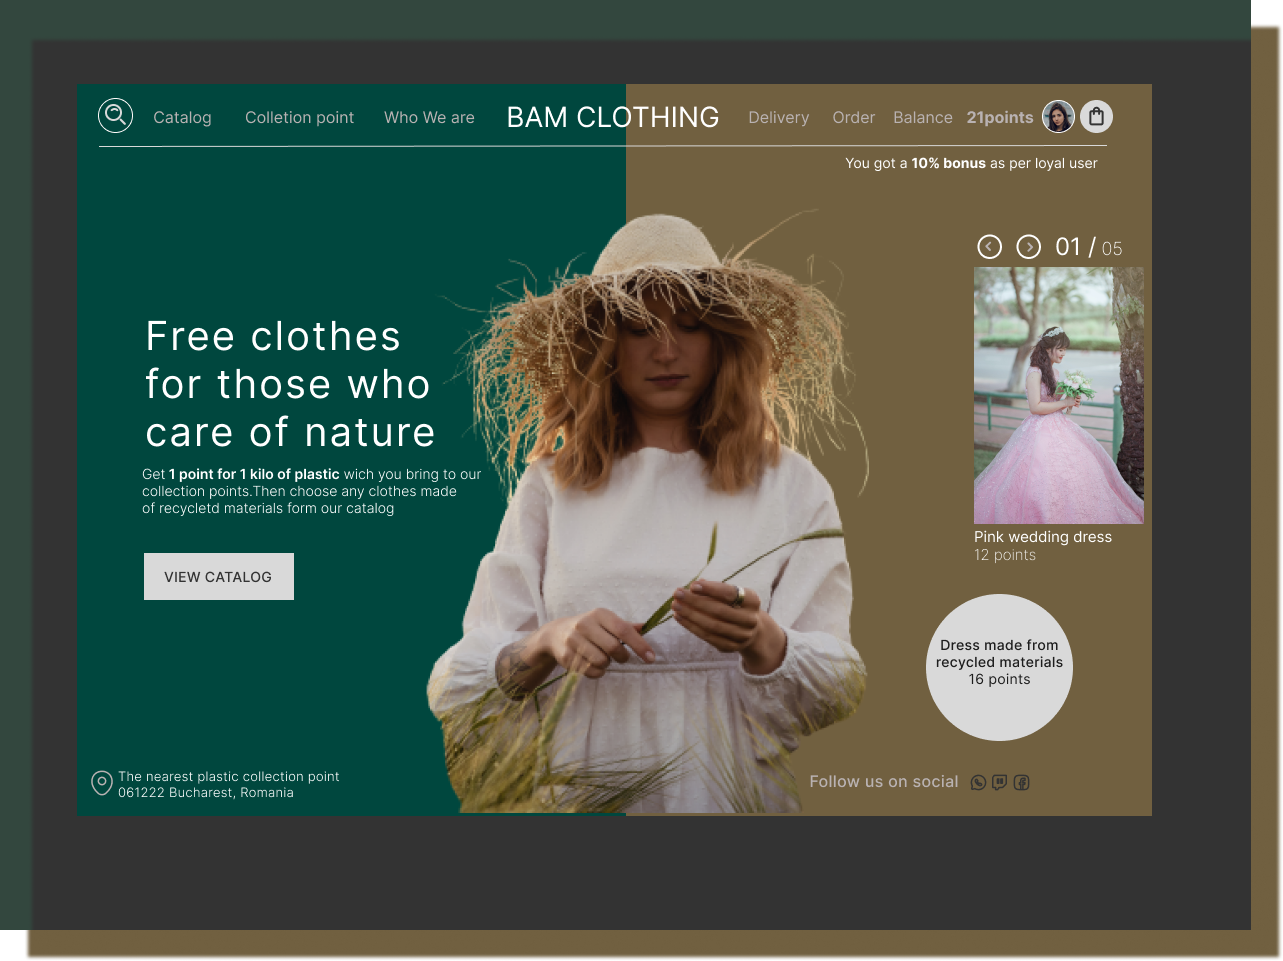 Catalog Colletion point Who We are BAM CLOTHING Delivery Order Balance 21points
You got a 10% bonus as per loyal user
01 / 05
Free clothes
for those who
care of nature
Get 1 point for 1 kilo of plastic wich you bring to our
collection points.Then choose any clothes made
of recycletd materials form our catalog
VIEW CATALOG
Pink wedding dress
12 points
Dress made from
recycled materials
16 points
The nearest plastic collection point
061222 Bucharest, Romania
Follow us on social